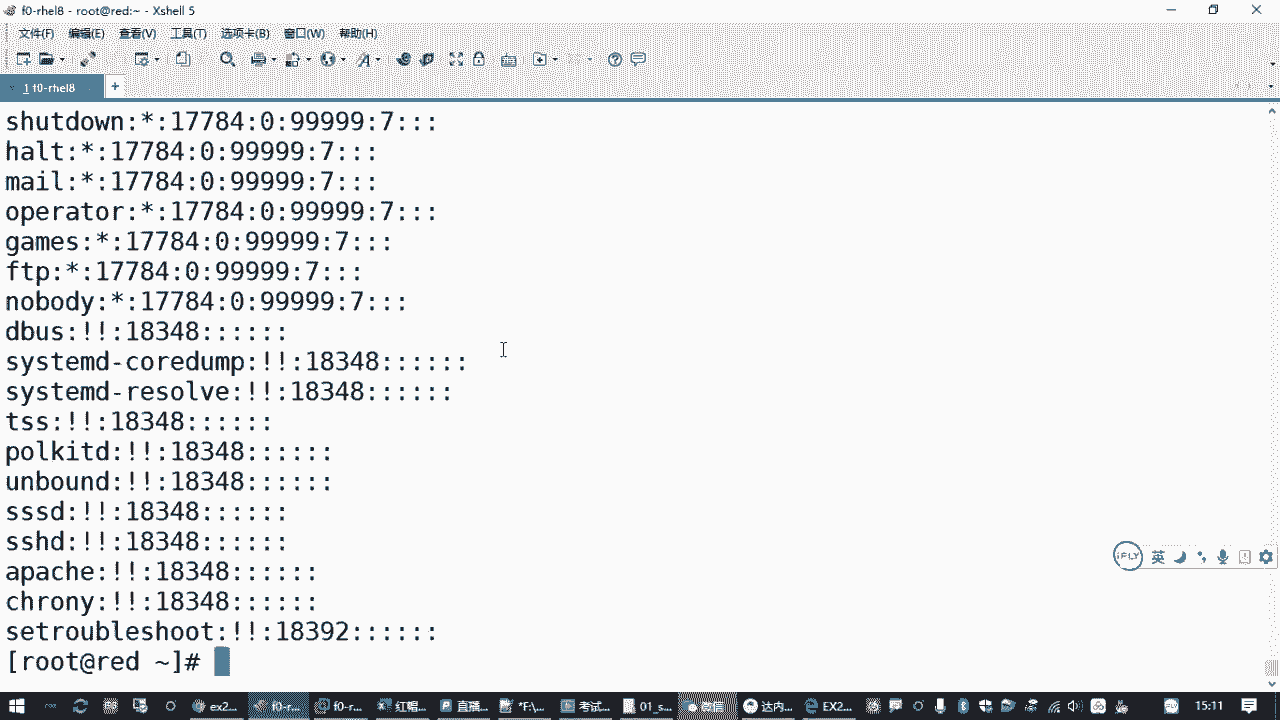 f0-rhel8 - root@red:~ - Xshell 5
文件(F) 编辑(E) 查看(V) 工具(T) 选项卡(B) 窗口(W) 帮助(H)
1 f0-rhel8
shutdown:*:17784:0:99999:7:::
halt:*:17784:0:99999:7:::
mail:*:17784:0:99999:7:::
operator:*:17784:0:99999:7:::
games:*:17784:0:99999:7:::
ftp:*:17784:0:99999:7:::
nobody:*:17784:0:99999:7:::
dbus:!!:18348::::::
systemd-coredump:!!:18348::::::
systemd-resolve:!!:18348::::::
tss:!!:18348::::::
polkitd:!!:18348::::::
unbound:!!:18348::::::
sssd:!!:18348::::::
sshd:!!:18348::::::
apache:!!:18348::::::
chrony:!!:18348::::::
setroubleshoot:!!:18392::::::
[root@red ~]#
iFLY 英
ex2... f0-r... f0-r... 红帽... 直播... *F:\... 考试... 01_s... 达内... EX2... 15:11